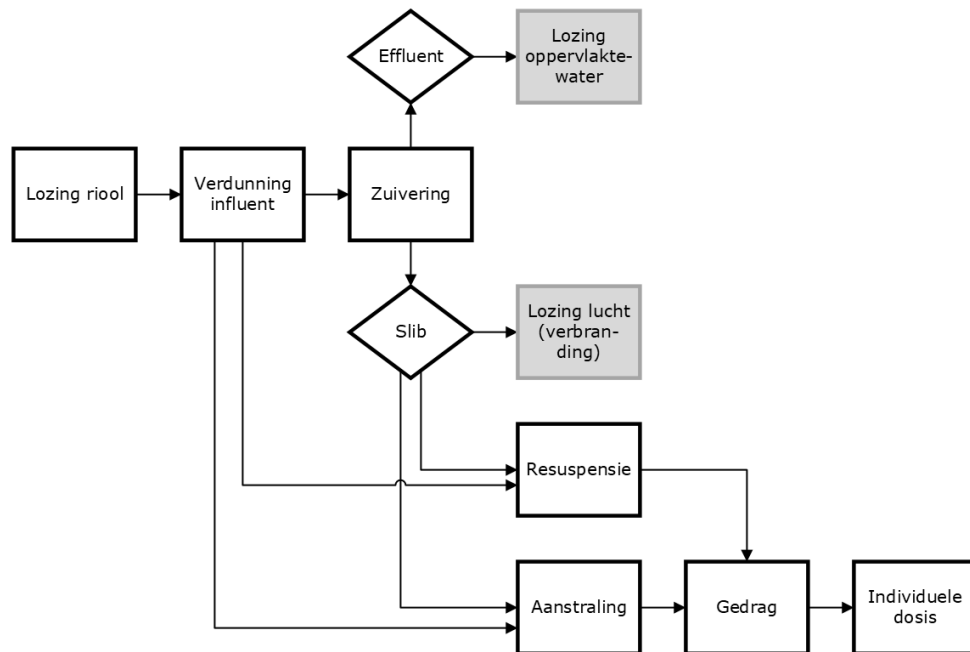 Effluent
Lozing
oppervlakte-
water
Lozing riool
Verdunning
influent
Zuivering
Slib
Lozing lucht
(verbran-
ding)
Resuspensie
Aanstraling
Gedrag
Individuele
dosis